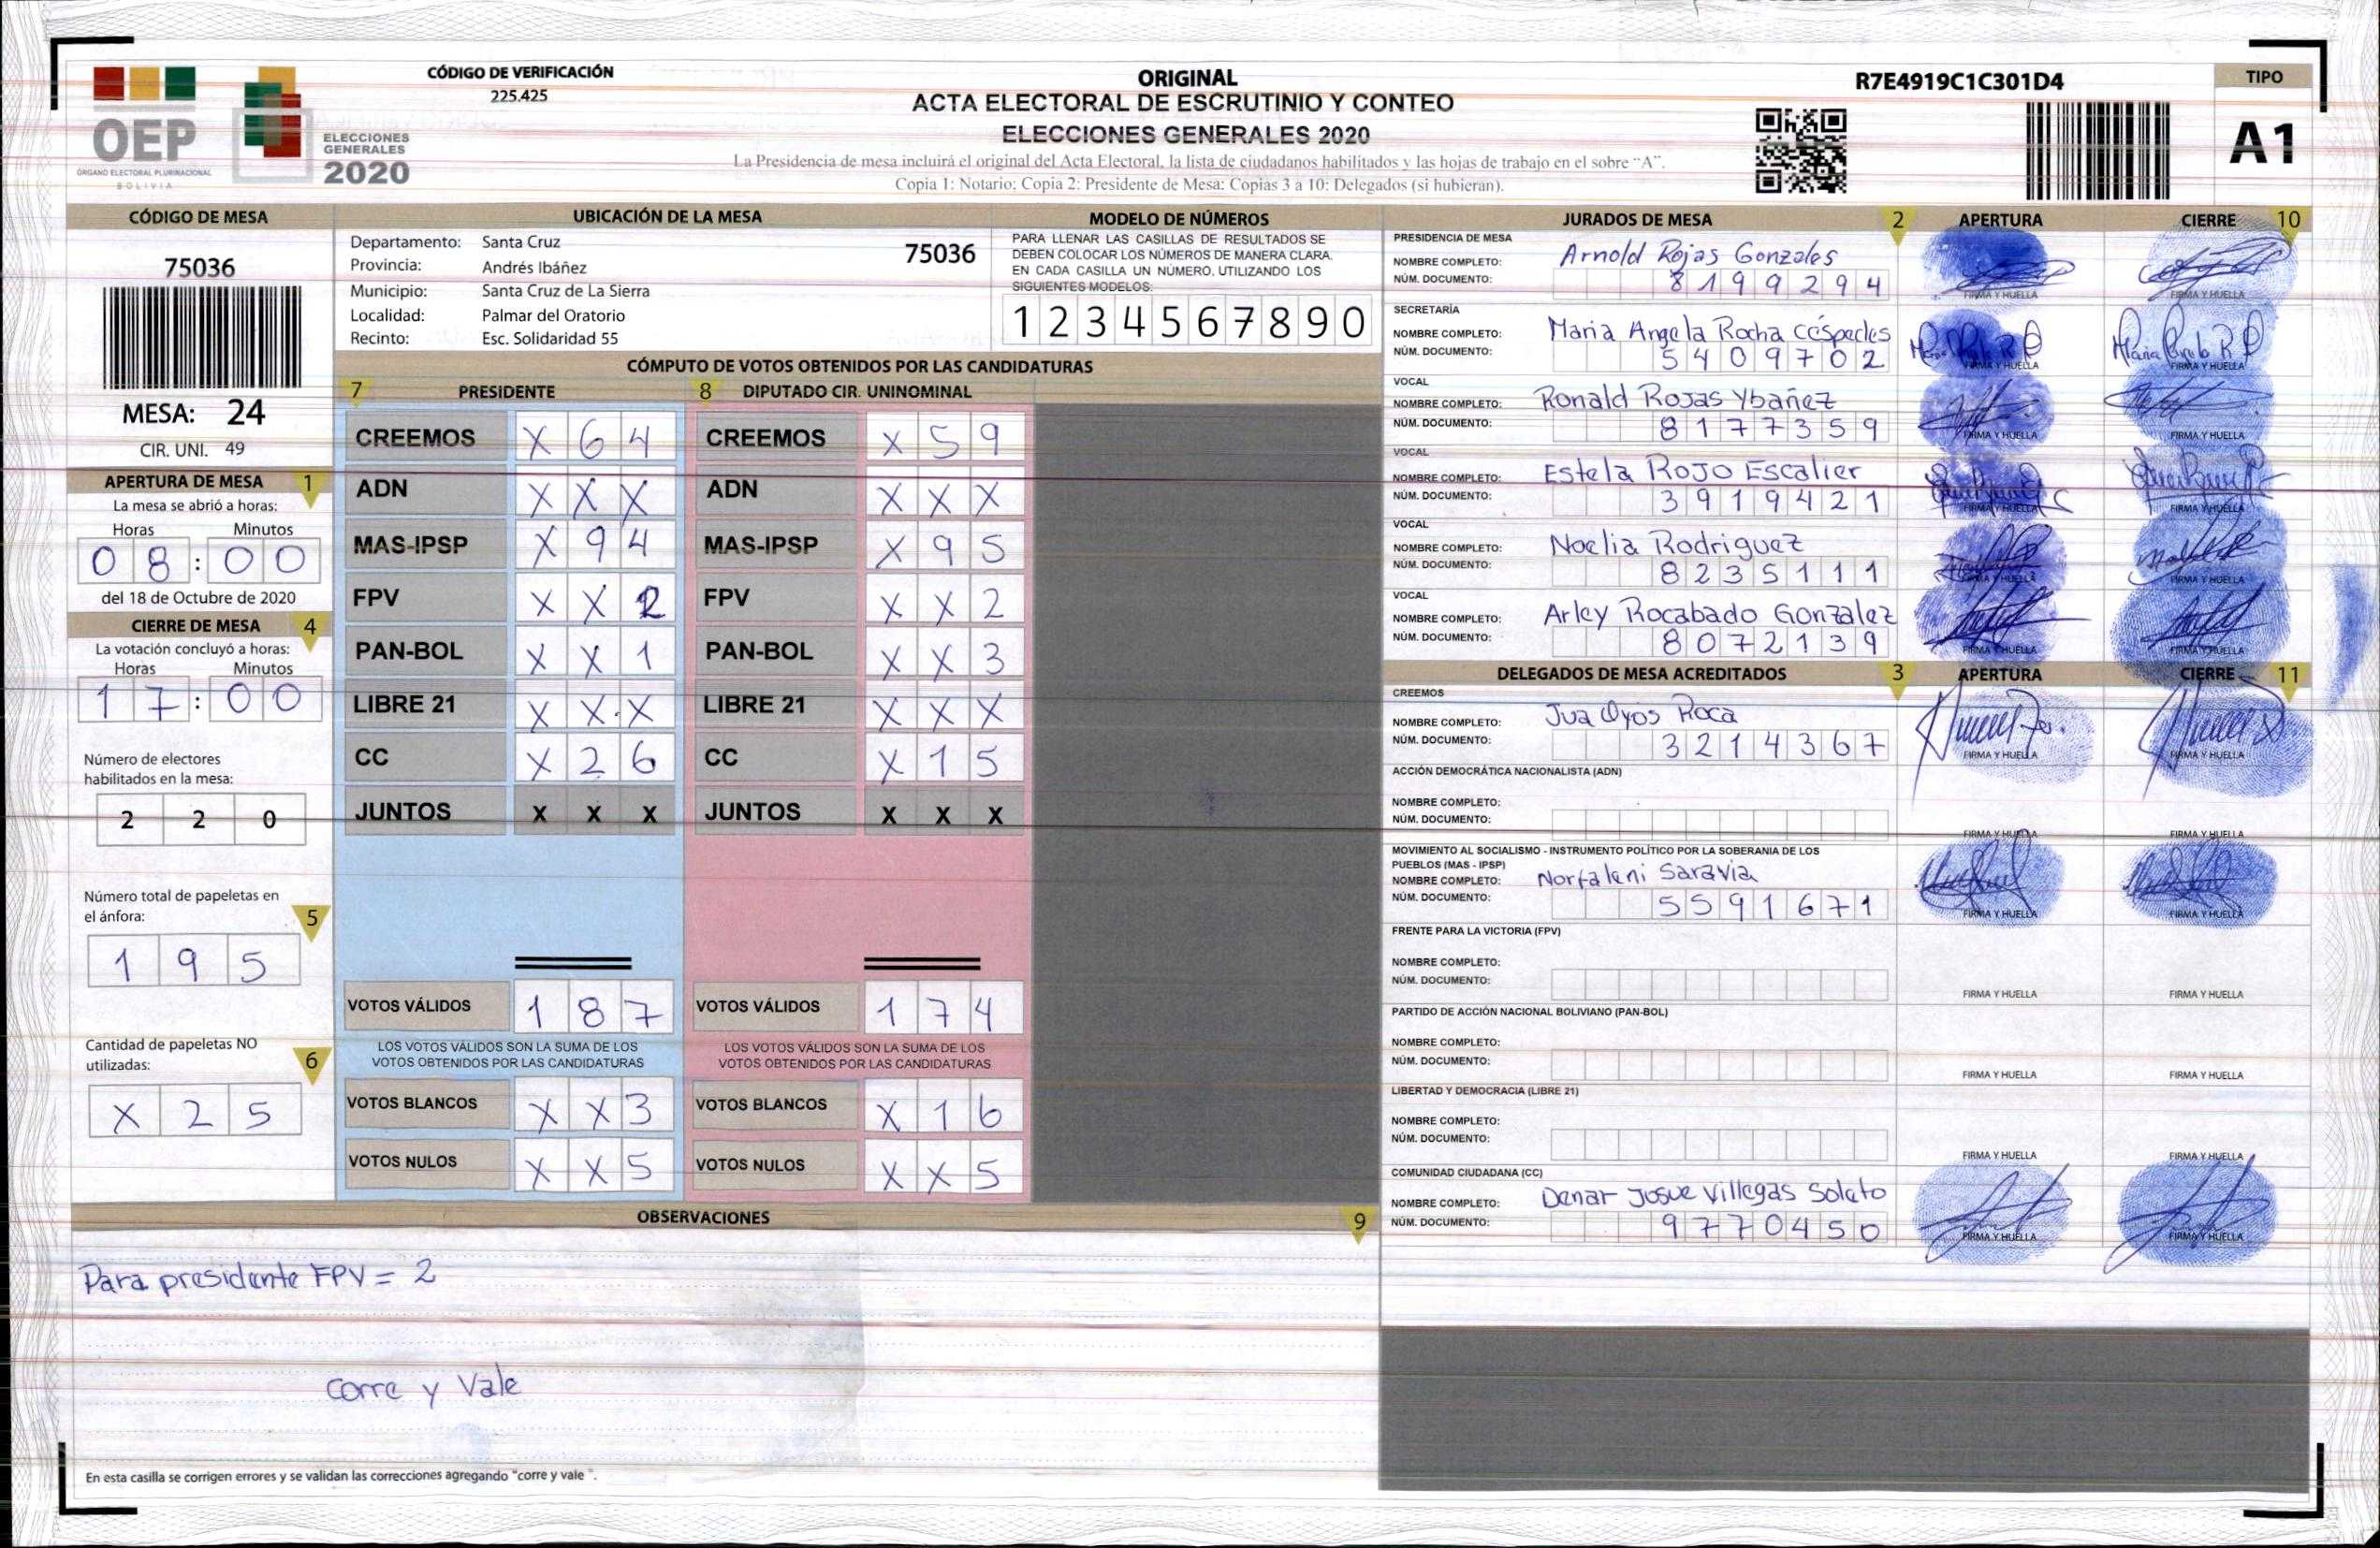 OEP
ÓRGANO ELECTORAL PLURINACIONAL
BOLIVIA
ELECCIONES
GENERALES
2020
CÓDIGO DE VERIFICACIÓN
225.425
ORIGINAL
ACTA ELECTORAL DE ESCRUTINIO Y CONTEO
ELECCIONES GENERALES 2020
La Presidencia de mesa incluirá el original del Acta Electoral, la lista de ciudadanos habilitados y las hojas de trabajo en el sobre “A”.
Copia 1: Notario; Copia 2: Presidente de Mesa: Copias 3 a 10: Delegados (si hubieran).
R7E4919C1C301D4
TIPO
A1
CÓDIGO DE MESA
75036
MESA: 24
CIR. UNI. 49
APERTURA DE MESA 1
La mesa se abrió a horas:
Horas Minutos
0 8 : 0 0
del 18 de Octubre de 2020
CIERRE DE MESA 4
La votación concluyó a horas:
Horas Minutos
1 7 : 0 0
Número de electores
habilitados en la mesa:
2 2 0
Número total de papeletas en
el ánfora:
5
1 9 5
Cantidad de papeletas NO
utilizadas:
6
X 2 5
UBICACIÓN DE LA MESA
Departamento: Santa Cruz
75036
Provincia: Andrés Ibáñez
Municipio: Santa Cruz de La Sierra
Localidad: Palmar del Oratorio
Recinto: Esc. Solidaridad 55
MODELO DE NÚMEROS
PARA LLENAR LAS CASILLAS DE RESULTADOS SE
DEBEN COLOCAR LOS NÚMEROS DE MANERA CLARA.
EN CADA CASILLA UN NÚMERO, UTILIZANDO LOS
SIGUIENTES MODELOS:
1 2 3 4 5 6 7 8 9 0
CÓMPUTO DE VOTOS OBTENIDOS POR LAS CANDIDATURAS
7 PRESIDENTE 8 DIPUTADO CIR. UNINOMINAL
CREEMOS X 6 4 CREEMOS X 5 9
ADN X X X ADN X X X
MAS-IPSP X 9 4 MAS-IPSP X 9 5
FPV X X 2 FPV X X 2
PAN-BOL X X 1 PAN-BOL X X 3
LIBRE 21 X X X LIBRE 21 X X X
CC X 2 6 CC X 1 5
JUNTOS X X X JUNTOS X X X
VOTOS VÁLIDOS 1 8 7 VOTOS VÁLIDOS 1 7 4
LOS VOTOS VÁLIDOS SON LA SUMA DE LOS LOS VOTOS VÁLIDOS SON LA SUMA DE LOS
VOTOS OBTENIDOS POR LAS CANDIDATURAS VOTOS OBTENIDOS POR LAS CANDIDATURAS
VOTOS BLANCOS X X 3 VOTOS BLANCOS X 1 6
VOTOS NULOS X X 5 VOTOS NULOS X X 5
OBSERVACIONES 9
Para presidente FPV = 2
corre y Vale
En esta casilla se corrigen errores y se validan las correcciones agregando "corre y vale ".
JURADOS DE MESA 2 APERTURA CIERRE 10
PRESIDENCIA DE MESA
NOMBRE COMPLETO: Arnold Rojas Gonzales
NÚM. DOCUMENTO: 8 1 9 9 2 9 4
FIRMA Y HUELLA FIRMA Y HUELLA
SECRETARÍA
NOMBRE COMPLETO: Maria Angela Rocha Céspedes
NÚM. DOCUMENTO: 5 4 0 9 7 0 2
FIRMA Y HUELLA FIRMA Y HUELLA
VOCAL
NOMBRE COMPLETO: Ronald Rojas Ybañez
NÚM. DOCUMENTO: 8 1 7 7 3 5 9
FIRMA Y HUELLA FIRMA Y HUELLA
VOCAL
NOMBRE COMPLETO: Estela Rojo Escalier
NÚM. DOCUMENTO: 3 9 1 9 4 2 1
FIRMA Y HUELLA FIRMA Y HUELLA
VOCAL
NOMBRE COMPLETO: Noelia Rodriguez
NÚM. DOCUMENTO: 8 2 3 5 1 1 1
FIRMA Y HUELLA FIRMA Y HUELLA
VOCAL
NOMBRE COMPLETO: Arley Rocabado Gonzalez
NÚM. DOCUMENTO: 8 0 7 2 1 3 9
FIRMA Y HUELLA FIRMA Y HUELLA
DELEGADOS DE MESA ACREDITADOS 3 APERTURA CIERRE 11
CREEMOS
NOMBRE COMPLETO: Jua Oyos Roca
NÚM. DOCUMENTO: 3 2 1 4 3 6 7
FIRMA Y HUELLA FIRMA Y HUELLA
ACCIÓN DEMOCRÁTICA NACIONALISTA (ADN)
NOMBRE COMPLETO:
NÚM. DOCUMENTO:
FIRMA Y HUELLA FIRMA Y HUELLA
MOVIMIENTO AL SOCIALISMO - INSTRUMENTO POLÍTICO POR LA SOBERANIA DE LOS
PUEBLOS (MAS - IPSP)
NOMBRE COMPLETO: Norfaleni Saravia
NÚM. DOCUMENTO: 5 5 9 1 6 7 1
FIRMA Y HUELLA FIRMA Y HUELLA
FRENTE PARA LA VICTORIA (FPV)
NOMBRE COMPLETO:
NÚM. DOCUMENTO:
FIRMA Y HUELLA FIRMA Y HUELLA
PARTIDO DE ACCIÓN NACIONAL BOLIVIANO (PAN-BOL)
NOMBRE COMPLETO:
NÚM. DOCUMENTO:
FIRMA Y HUELLA FIRMA Y HUELLA
LIBERTAD Y DEMOCRACIA (LIBRE 21)
NOMBRE COMPLETO:
NÚM. DOCUMENTO:
FIRMA Y HUELLA FIRMA Y HUELLA
COMUNIDAD CIUDADANA (CC)
NOMBRE COMPLETO: Denar Josue Villegas Soleto
NÚM. DOCUMENTO: 9 7 7 0 4 5 0
FIRMA Y HUELLA FIRMA Y HUELLA